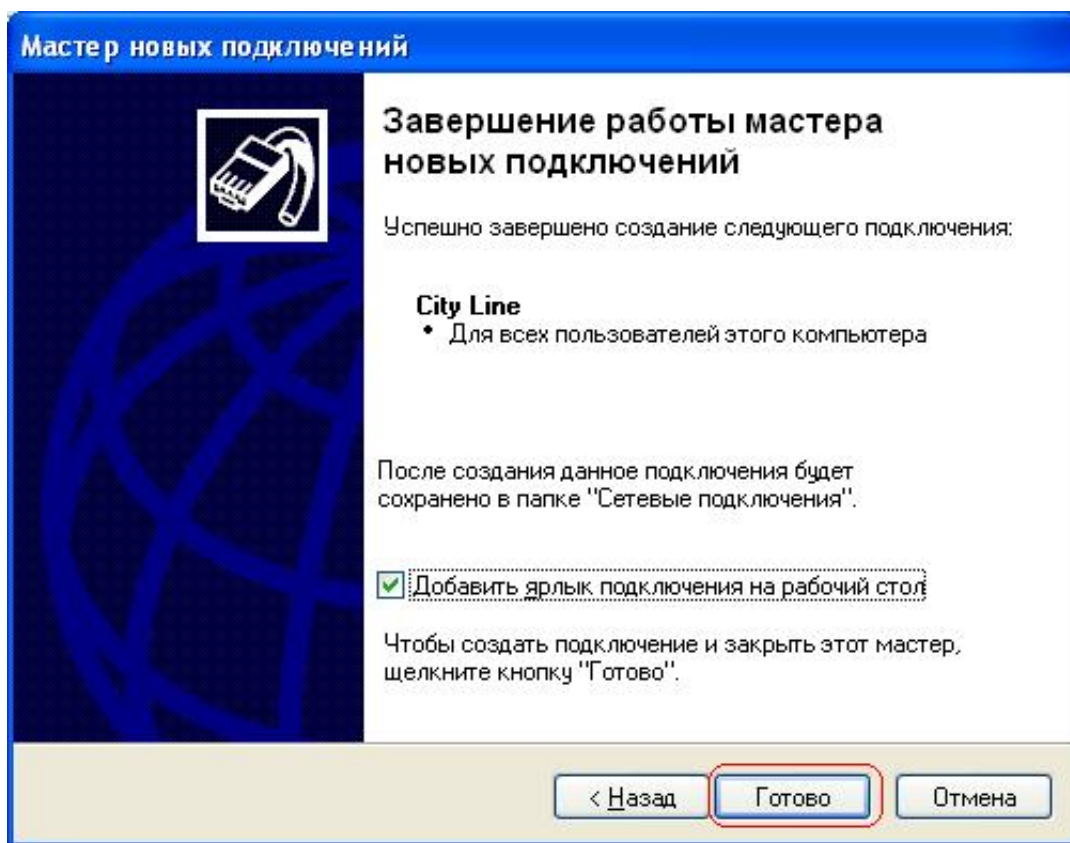 Мастер новых подключений
Завершение работы мастера
новых подключений
Успешно завершено создание следующего подключения:
City Line
• Для всех пользователей этого компьютера
После создания данное подключения будет
сохранено в папке "Сетевые подключения".
Добавить ярлык подключения на рабочий стол
Чтобы создать подключение и закрыть этот мастер,
щелкните кнопку "Готово".
< Назад Готово Отмена